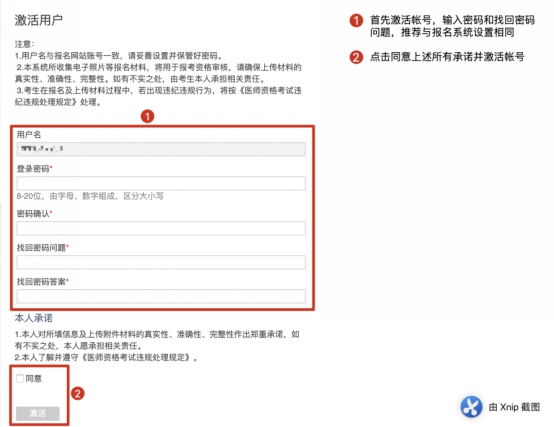 激活用户
注意：
1.用户名与报名网站账号一致，请妥善设置并保管好密码。
2.本系统所收集电子照片等报名材料，将用于报考资格审核，请确保上传材料的
真实性、准确性、完整性。如有不实之处，由考生本人承担相关责任。
3.考生在报名及上传材料过程中，若出现违纪违规行为，将按《医师资格考试违
纪违规处理规定》处理。
1
用户名
登录密码*
8-20位，由字母、数字组成，区分大小写
密码确认*
找回密码问题*
找回密码答案*
本人承诺
1.本人对所填信息及上传附件材料的真实性、准确性、完整性作出郑重承诺，如
有不实之处，本人愿承担相关责任。
2.本人了解并遵守《医师资格考试违规处理规定》。
同意
2
激活
1 首先激活帐号，输入密码和找回密码
问题，推荐与报名系统设置相同
2 点击同意上述所有承诺并激活帐号
由 Xnip 截图